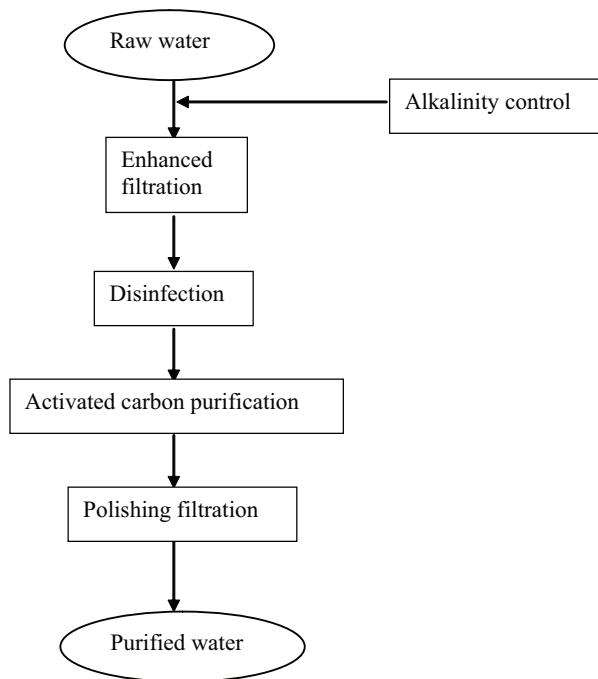 Raw water
Alkalinity control
Enhanced
filtration
Disinfection
Activated carbon purification
Polishing filtration
Purified water